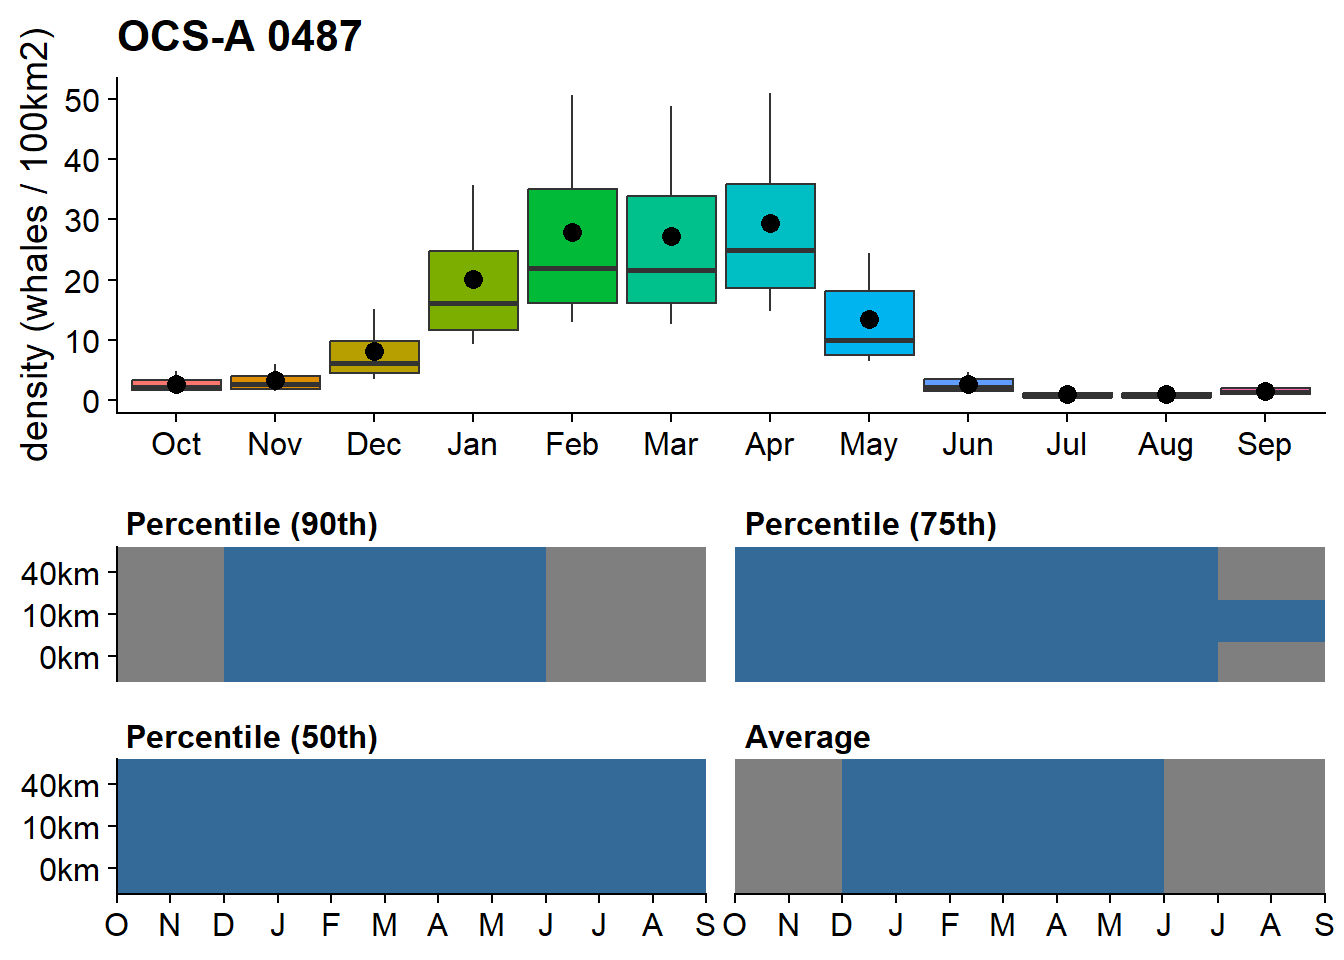 OCS-A 0487
density (whales / 100km2)
50
40
30
20
10
0
Oct Nov Dec Jan Feb Mar Apr May Jun Jul Aug Sep
Percentile (90th) Percentile (75th)
40km
10km
0km
Percentile (50th) Average
40km
10km
0km
O N D J F M A M J J A S O N D J F M A M J J A S